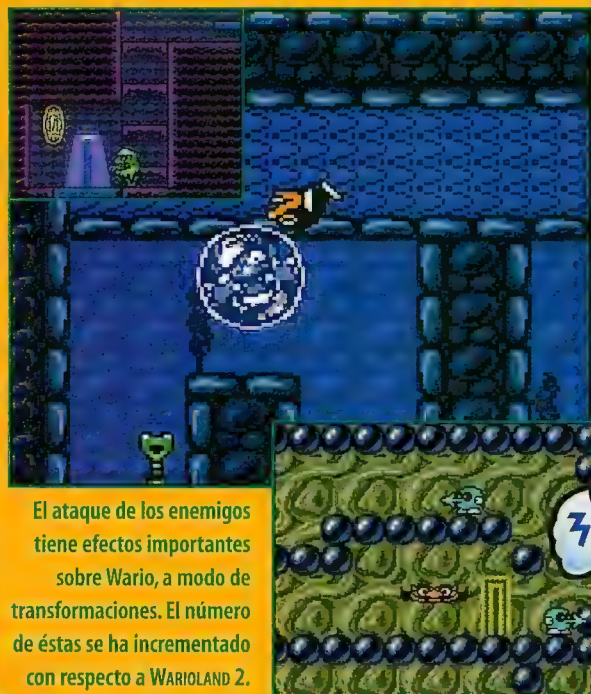 El ataque de los enemigos
tiene efectos importantes
sobre Wario, a modo de
transformaciones. El número
de éstas se ha incrementado
con respecto a WARIOLAND 2.